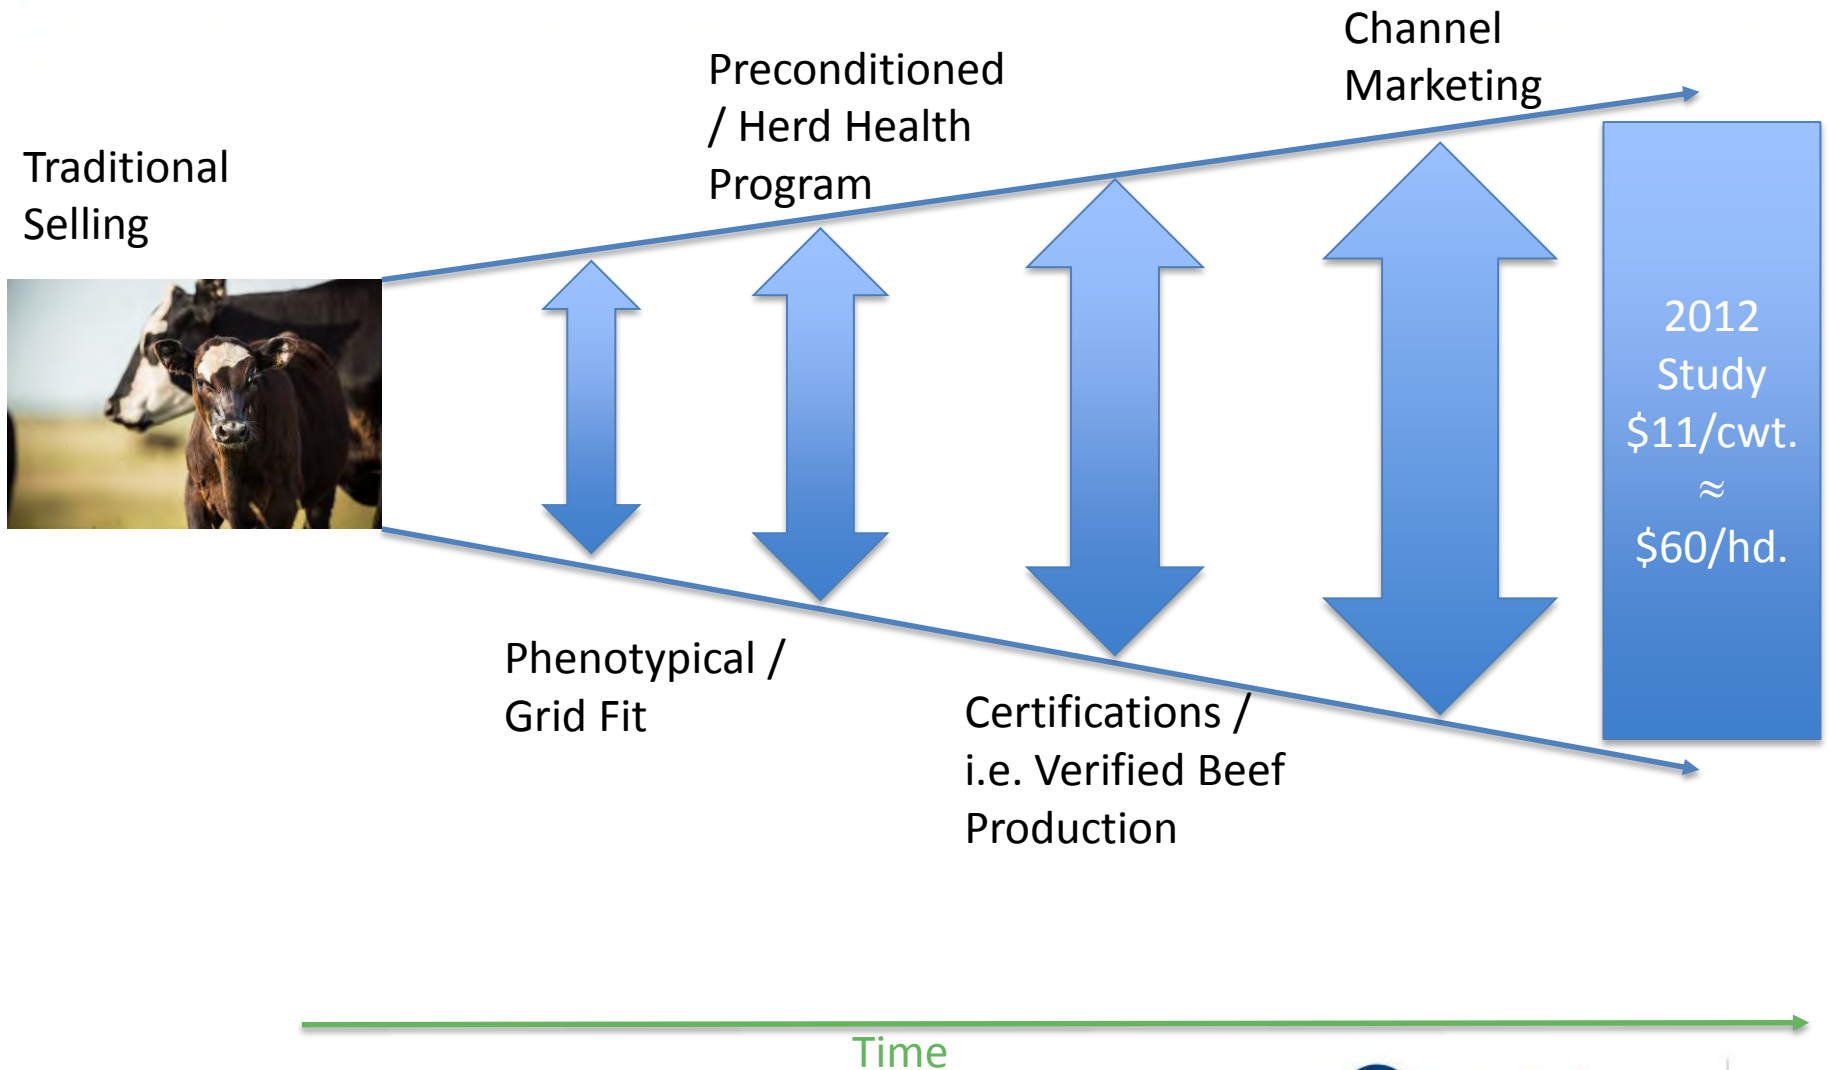 Traditional
Selling
Preconditioned
/ Herd Health
Program
Channel
Marketing
Phenotypical /
Grid Fit
Certifications /
i.e. Verified Beef
Production
2012
Study
$11/cwt.
≈
$60/hd.
Time